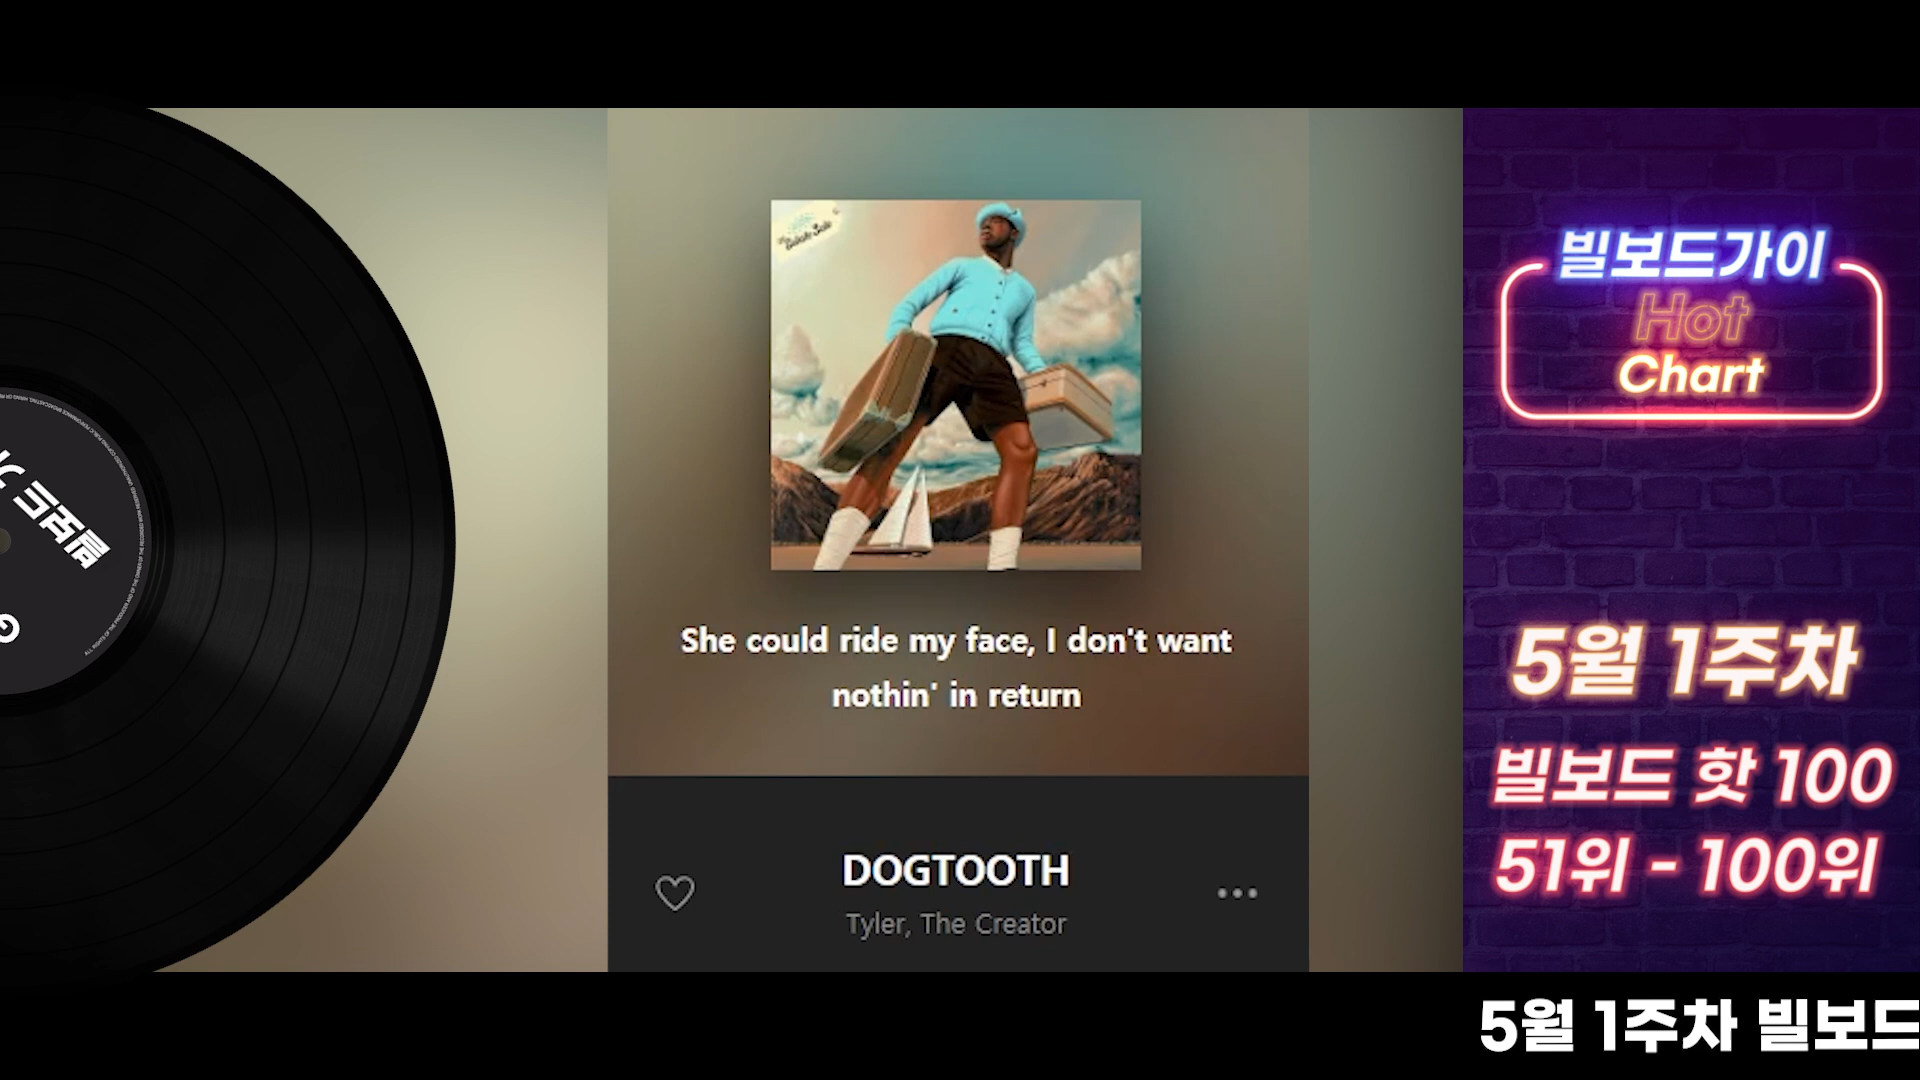 She could ride my face, I don't want
nothin' in return
DOGTOOTH
Tyler, The Creator
빌보드가이
Hot
Chart
5월 1주차
빌보드 핫 100
51위 - 100위
5월 1주차 빌보드